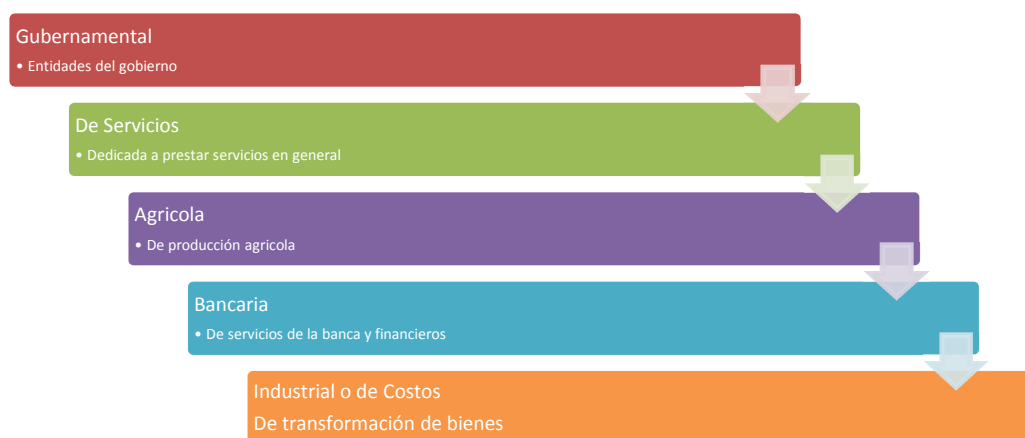 Gubernamental
• Entidades del gobierno
De Servicios
• Dedicada a prestar servicios en general
Agricola
• De producción agricola
Bancaria
• De servicios de la banca y financieros
Industrial o de Costos
De transformación de bienes